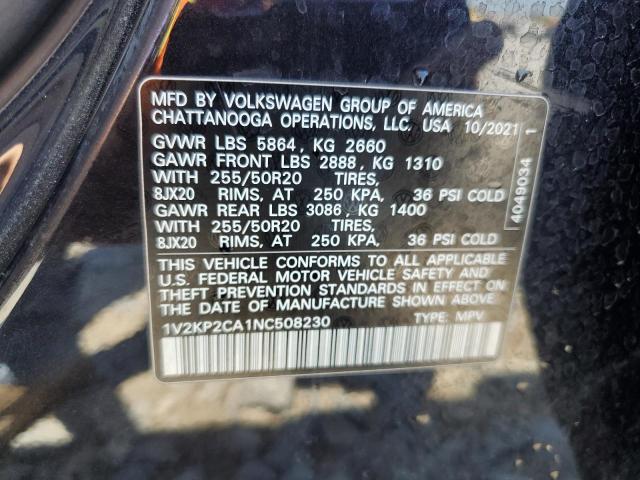 MFD BY VOLKSWAGEN GROUP OF AMERICA
CHATTANOOGA OPERATIONS, LLC. USA 10/2021
GVWR LBS 5864, KG 2660
GAWR FRONT LBS 2888, KG 1310
WITH 255/50R20 TIRES,
8JX20 RIMS, AT 250 KPA, 36 PSI COLD
GAWR REAR LBS 3086, KG 1400
WITH 255/50R20 TIRES,
8JX20 RIMS, AT 250 KPA, 36 PSI COLD
THIS VEHICLE CONFORMS TO ALL APPLICABLE
U.S. FEDERAL MOTOR VEHICLE SAFETY AND
THEFT PREVENTION STANDARDS IN EFFECT ON
THE DATE OF MANUFACTURE SHOWN ABOVE.
1V2KP2CA1NC508230 TYPE: MPV
4049034 1